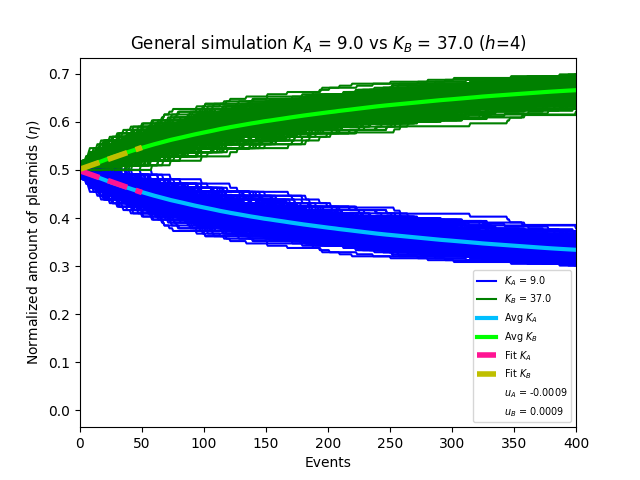 General simulation K_A = 9.0 vs K_B = 37.0 (h=4)
Normalized amount of plasmids (η)
0.7
0.6
0.5
0.4
0.3
0.2
0.1
0.0
K_A = 9.0
K_B = 37.0
Avg K_A
Avg K_B
Fit K_A
Fit K_B
u_A = -0.0009
u_B = 0.0009
0 50 100 150 200 250 300 350 400
Events